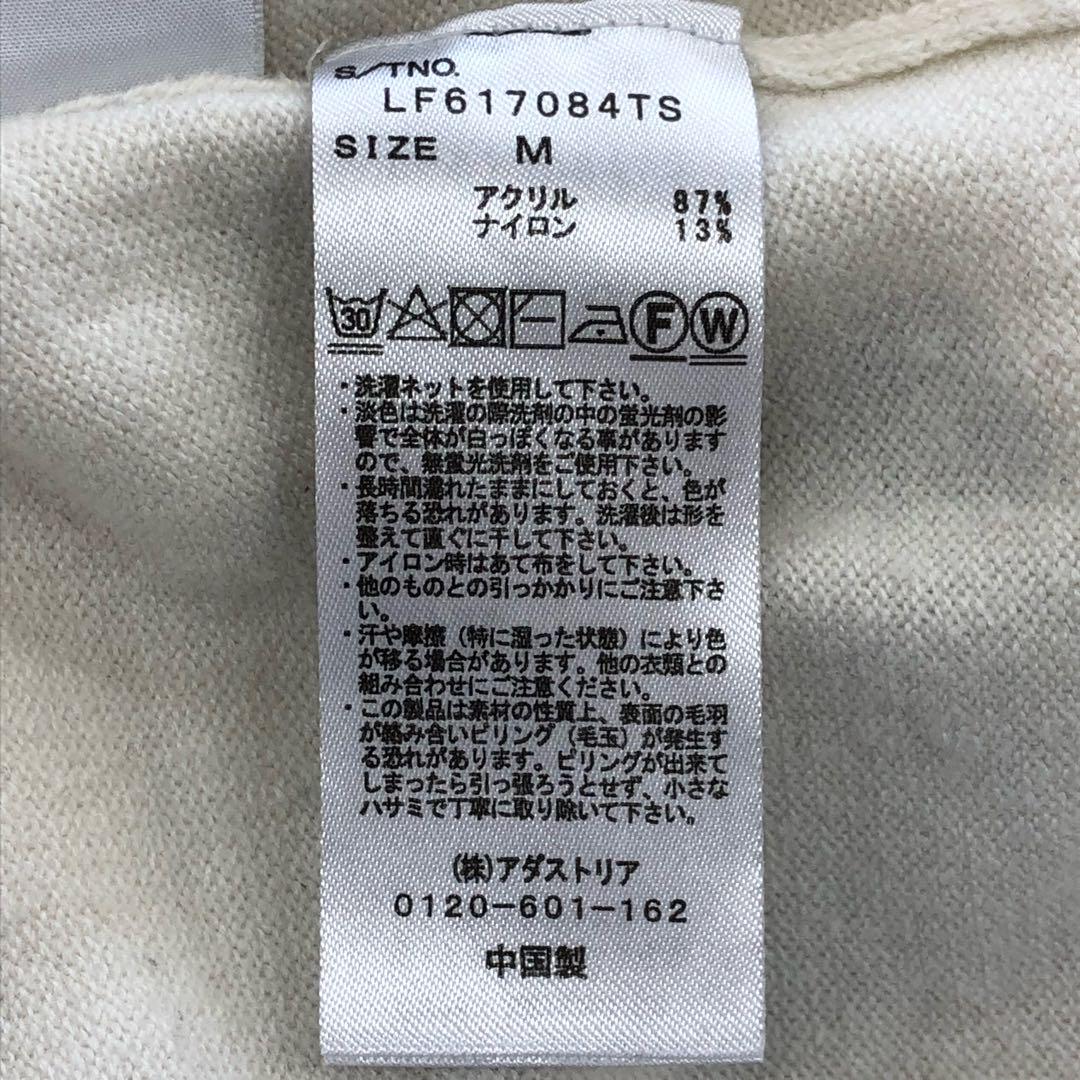 S/TNO.
LF617084TS
SIZE M
アクリル 87%
ナイロン 13%
30 F W
・洗濯ネットを使用して下さい。
・淡色は洗濯の際洗剤の中の蛍光剤の影
響で全体が白っぽくなる事があります
ので、無蛍光洗剤をご使用下さい。
・長時間濡れたままにしておくと、色が
落ちる恐れがあります。洗濯後は形を
整えて直ぐに干して下さい。
・アイロン時はあて布をして下さい。
・他のものとの引っかかりにご注意下さ
い。
・汗や摩擦（特に湿った状態）により色
が移る場合があります。他の衣類との
組み合わせにご注意ください。
・この製品は素材の性質上、表面の毛羽
が絡み合いピリング（毛玉）が発生す
る恐れがあります。ピリングが出来て
しまったら引っ張ろうとせず、小さな
ハサミで丁寧に取り除いて下さい。
(株)アダストリア
0120-601-162
中国製